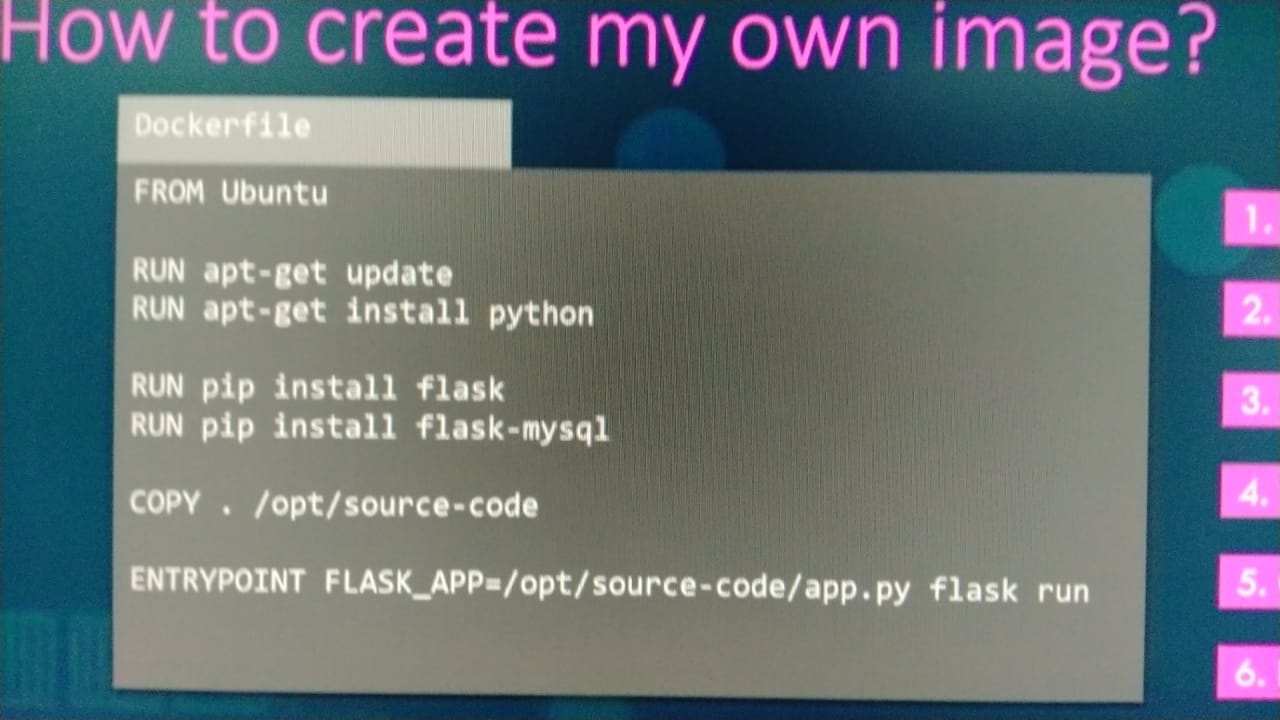 How to create my own image?
Dockerfile
FROM Ubuntu
RUN apt-get update
RUN apt-get install python
RUN pip install flask
RUN pip install flask-mysql
COPY . /opt/source-code
ENTRYPOINT FLASK_APP=/opt/source-code/app.py flask run
1.
2.
3.
4.
5.
6.